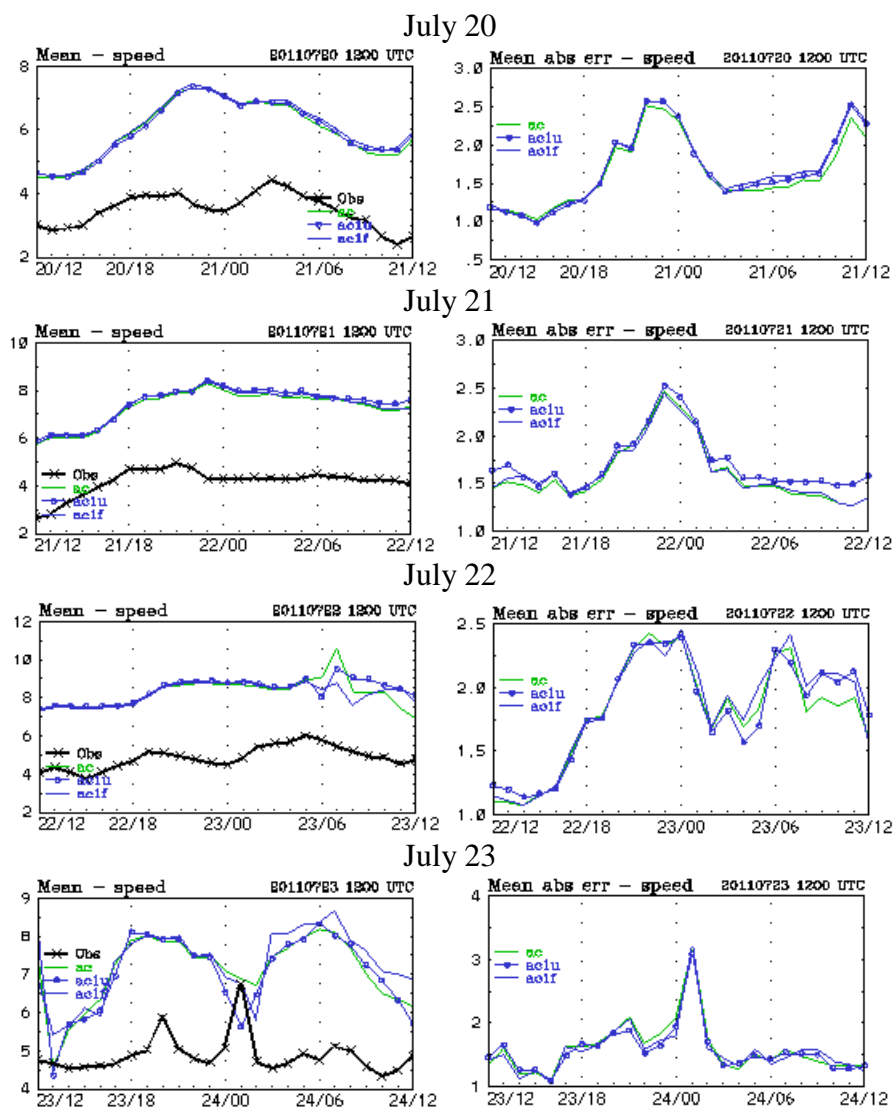 July 20
Mean - speed 20110720 1200 UTC
Mean abs err - speed 20110720 1200 UTC
8
6
4
2
Obs
ac
aclu
aclf
20/12 20/18 21/00 21/06 21/12
3.0
2.5
2.0
1.5
1.0
.5
ac
aclu
aclf
20/12 20/18 21/00 21/06 21/12
July 21
Mean - speed 20110721 1200 UTC
Mean abs err - speed 20110721 1200 UTC
10
8
6
4
2
Obs
ac
aclu
aclf
21/12 21/18 22/00 22/06 22/12
3.0
2.5
2.0
1.5
1.0
ac
aclu
aclf
21/12 21/18 22/00 22/06 22/12
July 22
Mean - speed 20110722 1200 UTC
Mean abs err - speed 20110722 1200 UTC
12
10
8
6
4
2
Obs
ac
aclu
aclf
22/12 22/18 23/00 23/06 23/12
2.5
2.0
1.5
1.0
ac
aclu
aclf
22/12 22/18 23/00 23/06 23/12
July 23
Mean - speed 20110723 1200 UTC
Mean abs err - speed 20110723 1200 UTC
9
8
7
6
5
4
Obs
ac
aclu
aclf
23/12 23/18 24/00 24/06 24/12
4
3
2
1
ac
aclu
aclf
23/12 23/18 24/00 24/06 24/12